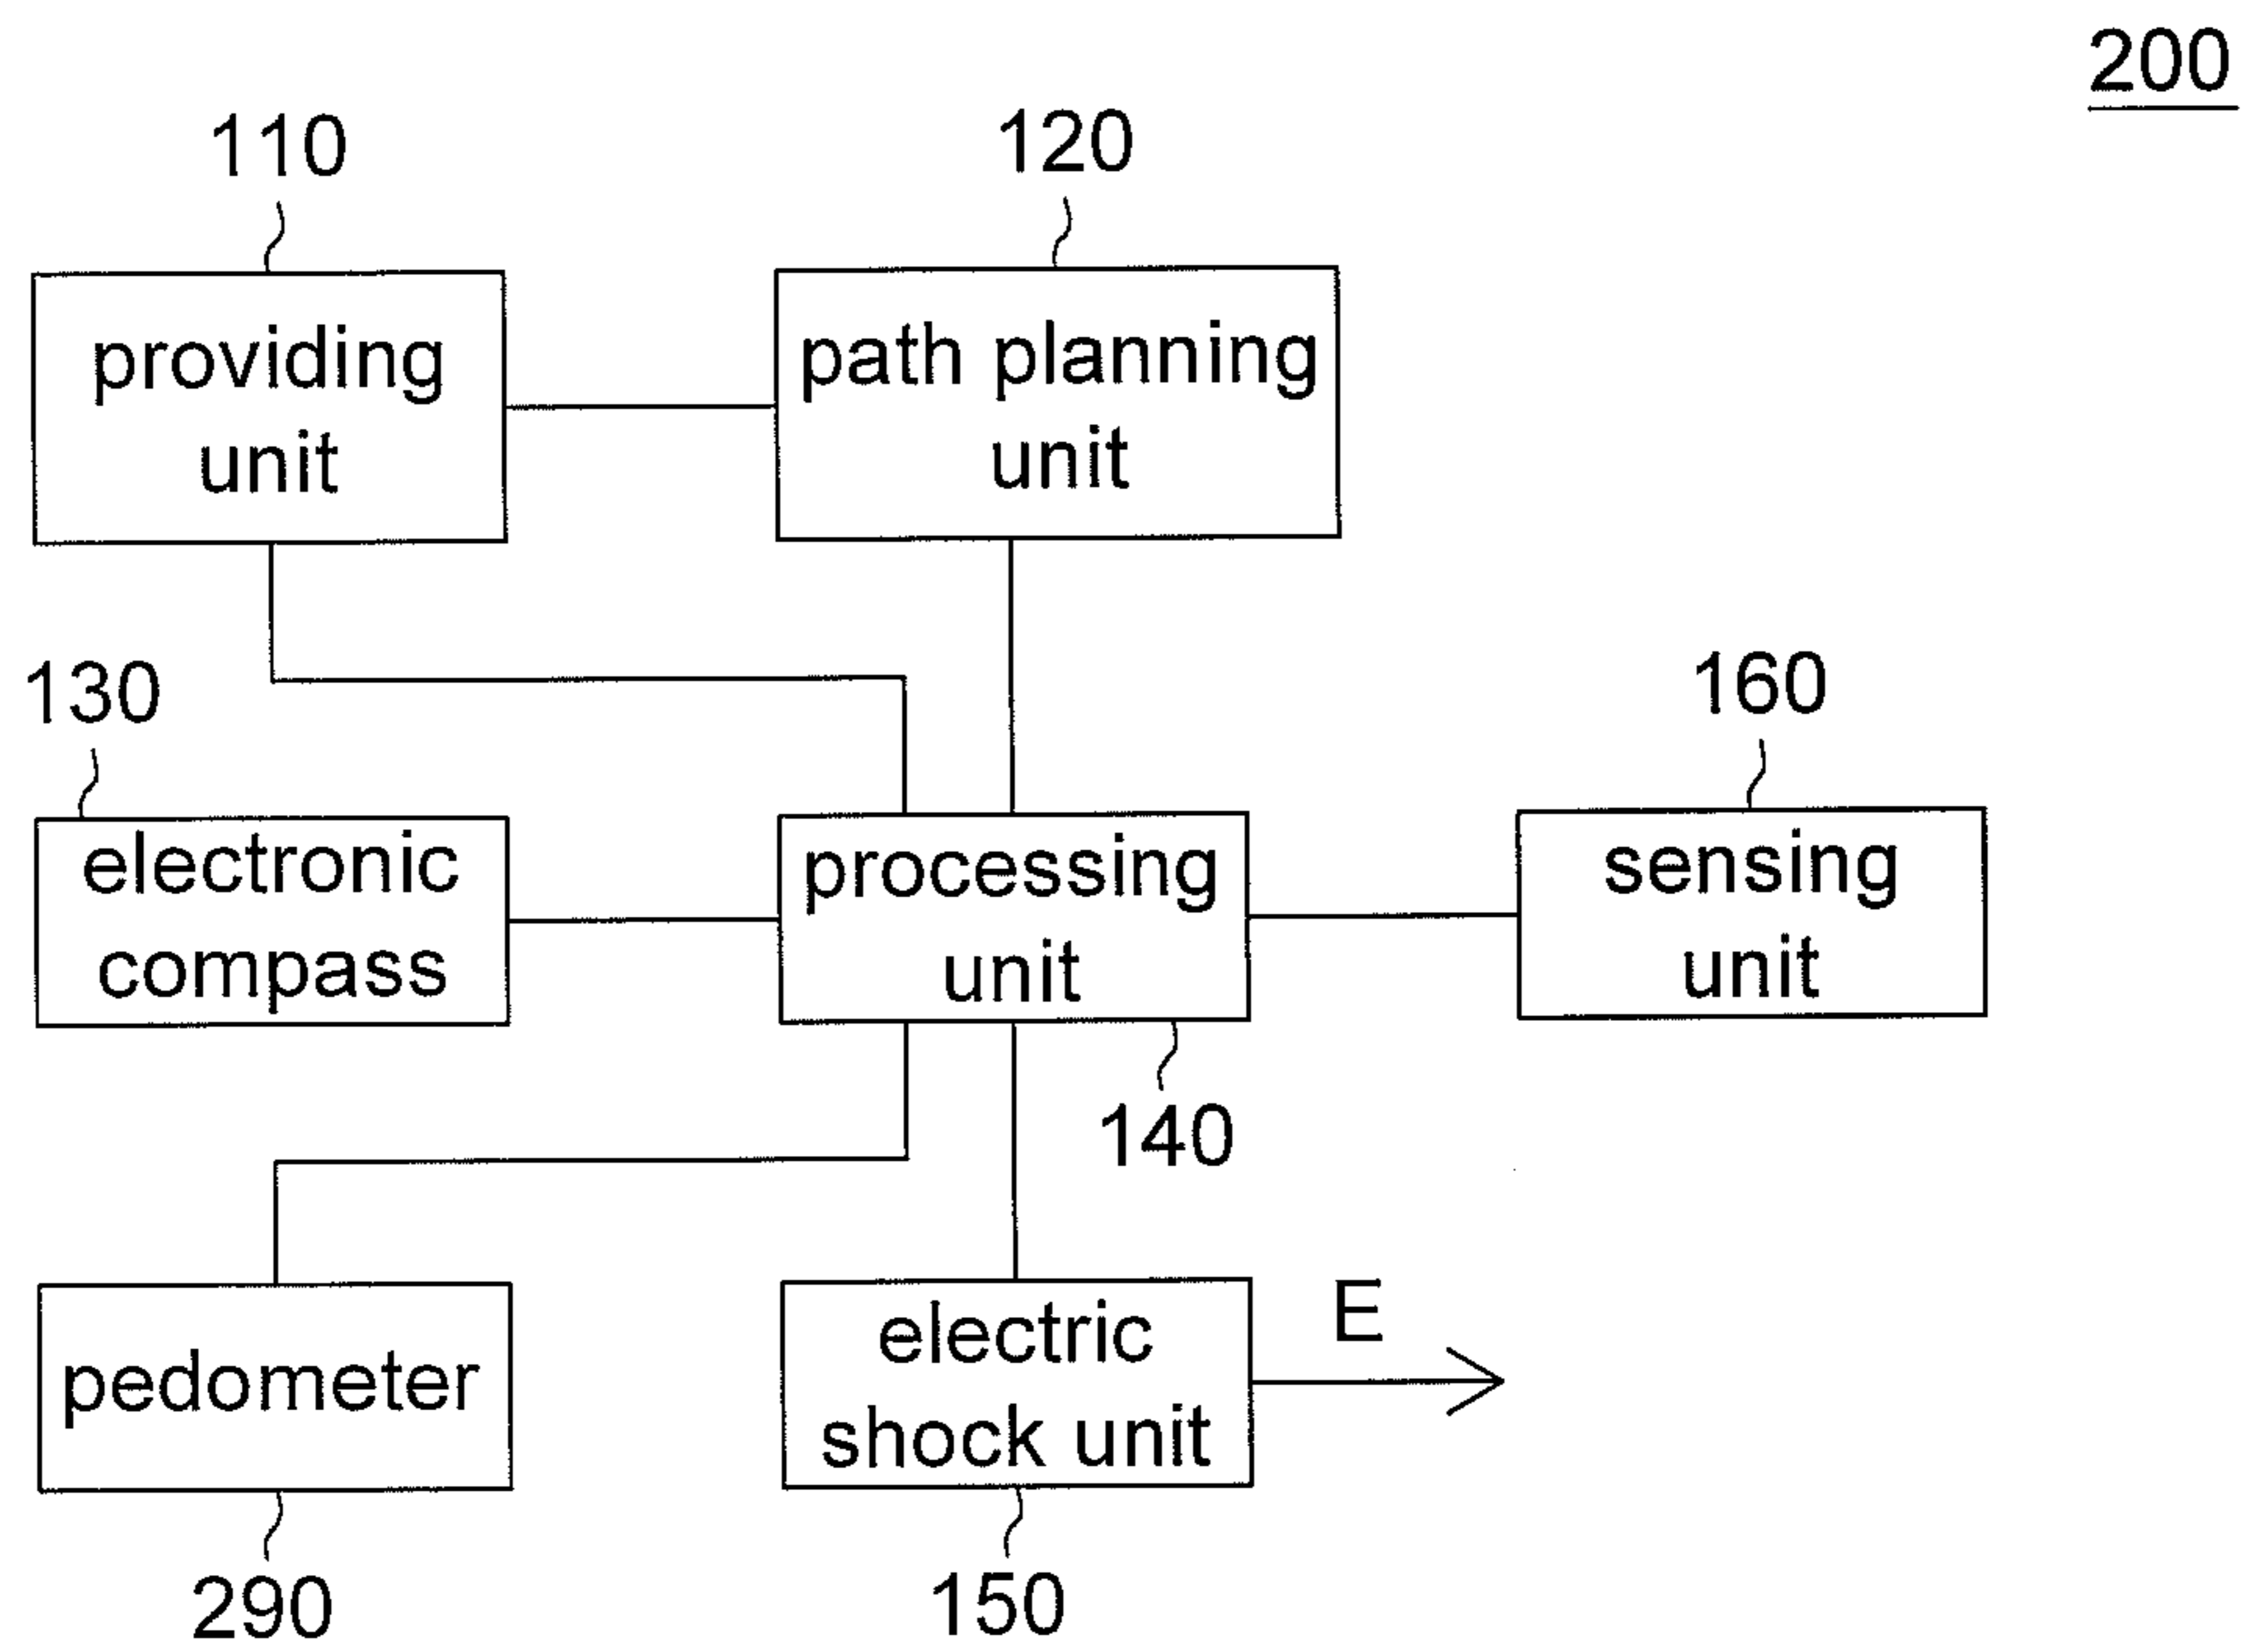 200
110
120
providing
unit
path planning
unit
130
160
electronic
compass
processing
unit
sensing
unit
140
pedometer
electric
shock unit
E
290
150